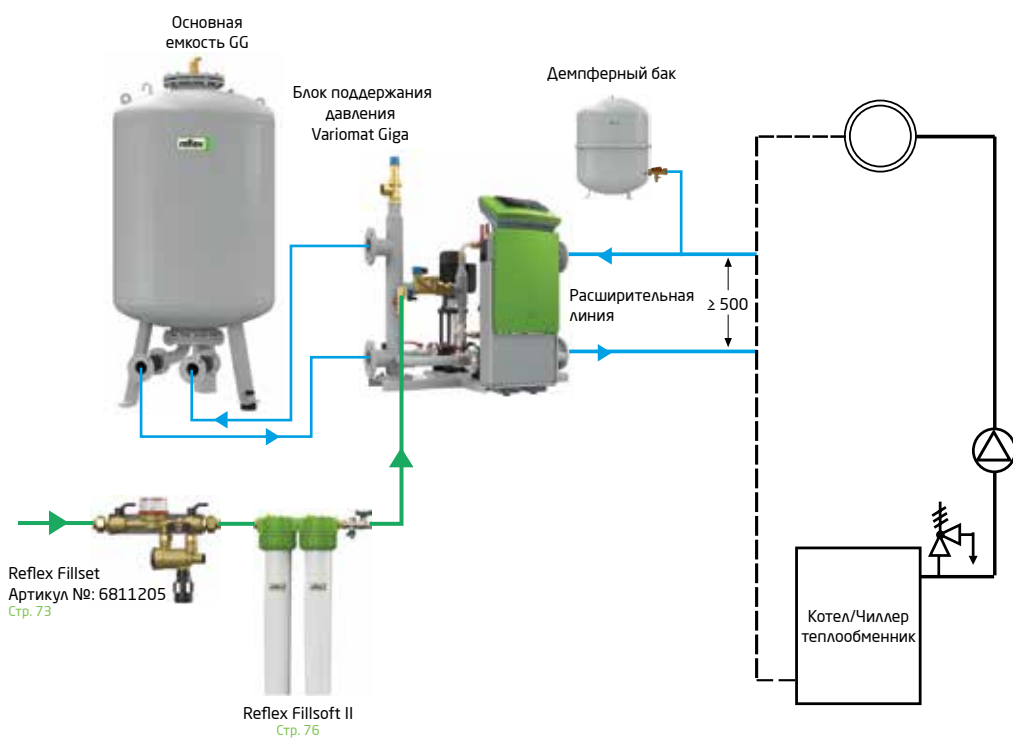 Основная
емкость GG
Блок поддержания
давления
Variomat Giga
Демпферный бак
reflex
Расширительная
линия
≥ 500
Reflex Fillset
Артикул №: 6811205
Стр. 73
Котел/Чиллер
теплообменник
Reflex Fillsoft II
Стр. 76